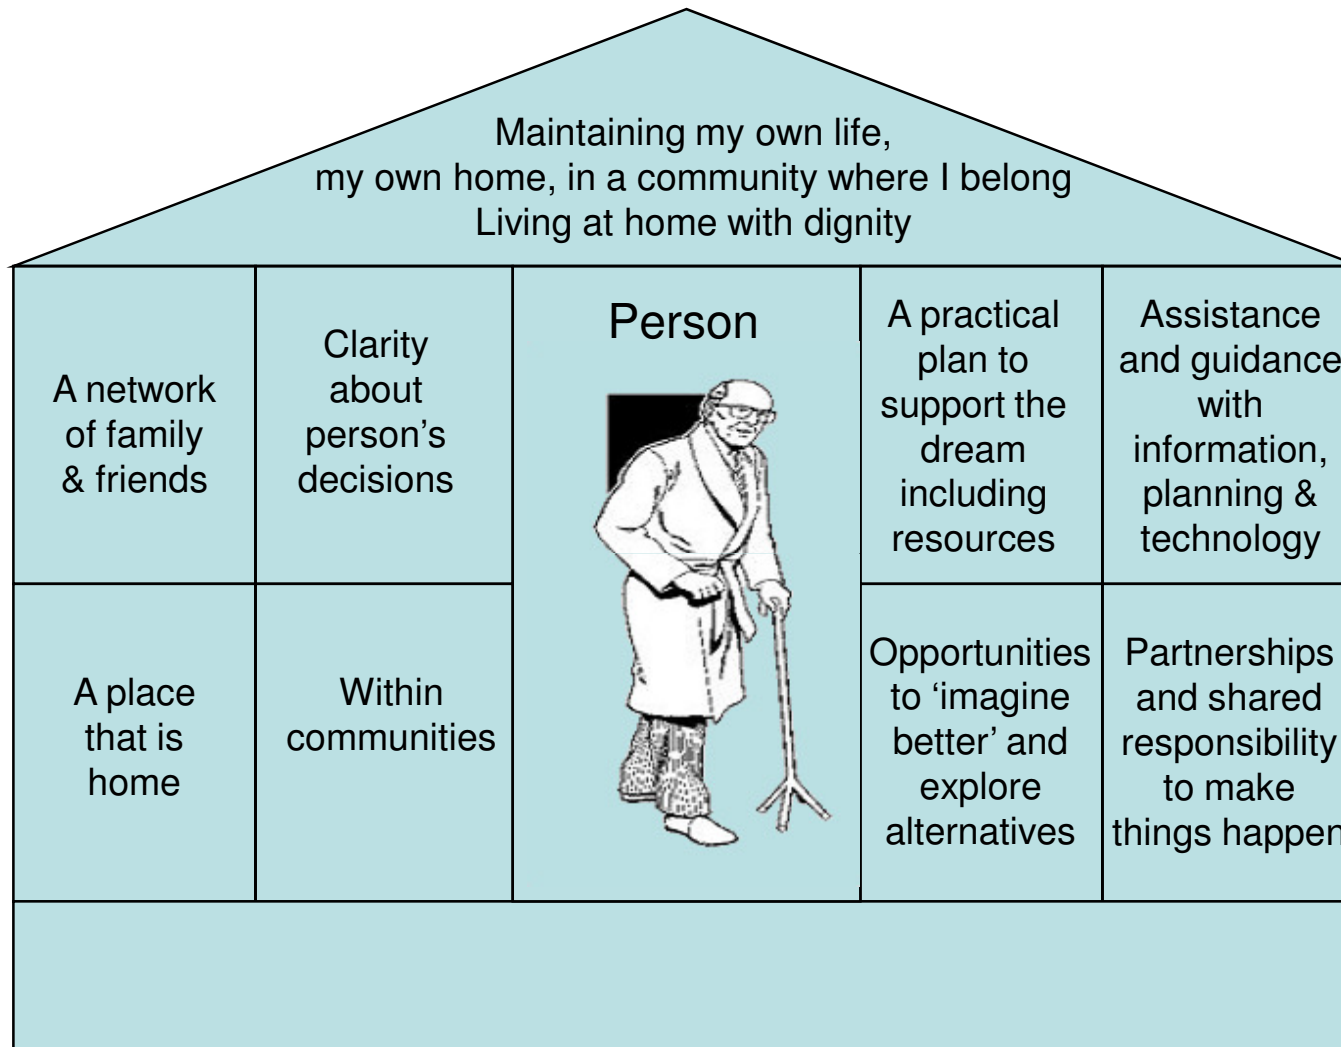 Maintaining my own life,
my own home, in a community where I belong
Living at home with dignity
A network
of family
& friends
Clarity
about
person’s
decisions
Person
A practical
plan to
support the
dream
including
resources
Assistance
and guidance
with
information,
planning &
technology
A place
that is
home
Within
communities
Opportunities
to ‘imagine
better’ and
explore
alternatives
Partnerships
and shared
responsibility
to make
things happen